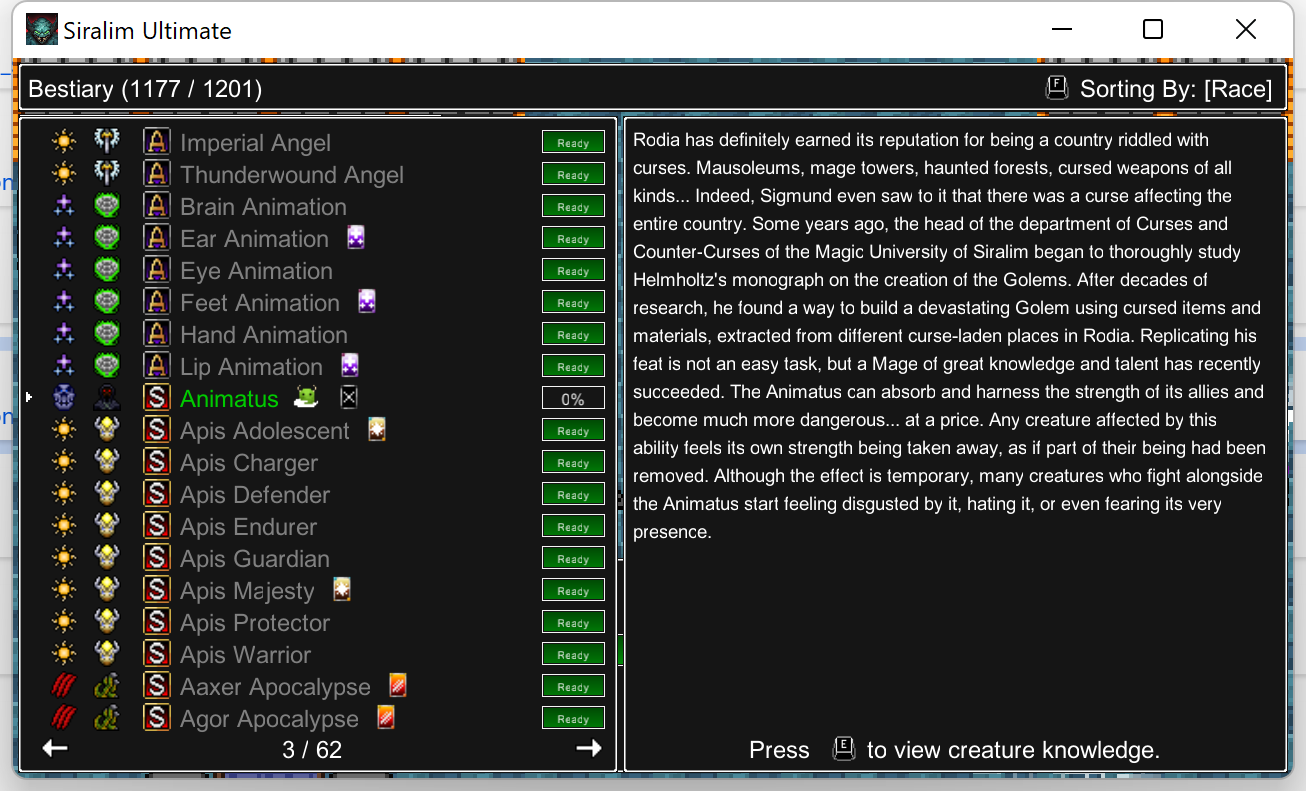 Siralim Ultimate
Bestiary (1177 / 1201)
F Sorting By: [Race]
A Imperial Angel Ready
A Thunderwound Angel Ready
A Brain Animation Ready
A Ear Animation Ready
A Eye Animation Ready
A Feet Animation Ready
A Hand Animation Ready
A Lip Animation Ready
S Animatus 0%
S Apis Adolescent Ready
S Apis Charger Ready
S Apis Defender Ready
S Apis Endurer Ready
S Apis Guardian Ready
S Apis Majesty Ready
S Apis Protector Ready
S Apis Warrior Ready
S Aaxer Apocalypse Ready
S Agor Apocalypse Ready
3 / 62
Rodia has definitely earned its reputation for being a country riddled with
curses. Mausoleums, mage towers, haunted forests, cursed weapons of all
kinds... Indeed, Sigmund even saw to it that there was a curse affecting the
entire country. Some years ago, the head of the department of Curses and
Counter-Curses of the Magic University of Siralim began to thoroughly study
Helmholtz's monograph on the creation of the Golems. After decades of
research, he found a way to build a devastating Golem using cursed items and
materials, extracted from different curse-laden places in Rodia. Replicating his
feat is not an easy task, but a Mage of great knowledge and talent has recently
succeeded. The Animatus can absorb and harness the strength of its allies and
become much more dangerous... at a price. Any creature affected by this
ability feels its own strength being taken away, as if part of their being had been
removed. Although the effect is temporary, many creatures who fight alongside
the Animatus start feeling disgusted by it, hating it, or even fearing its very
presence.
Press E to view creature knowledge.